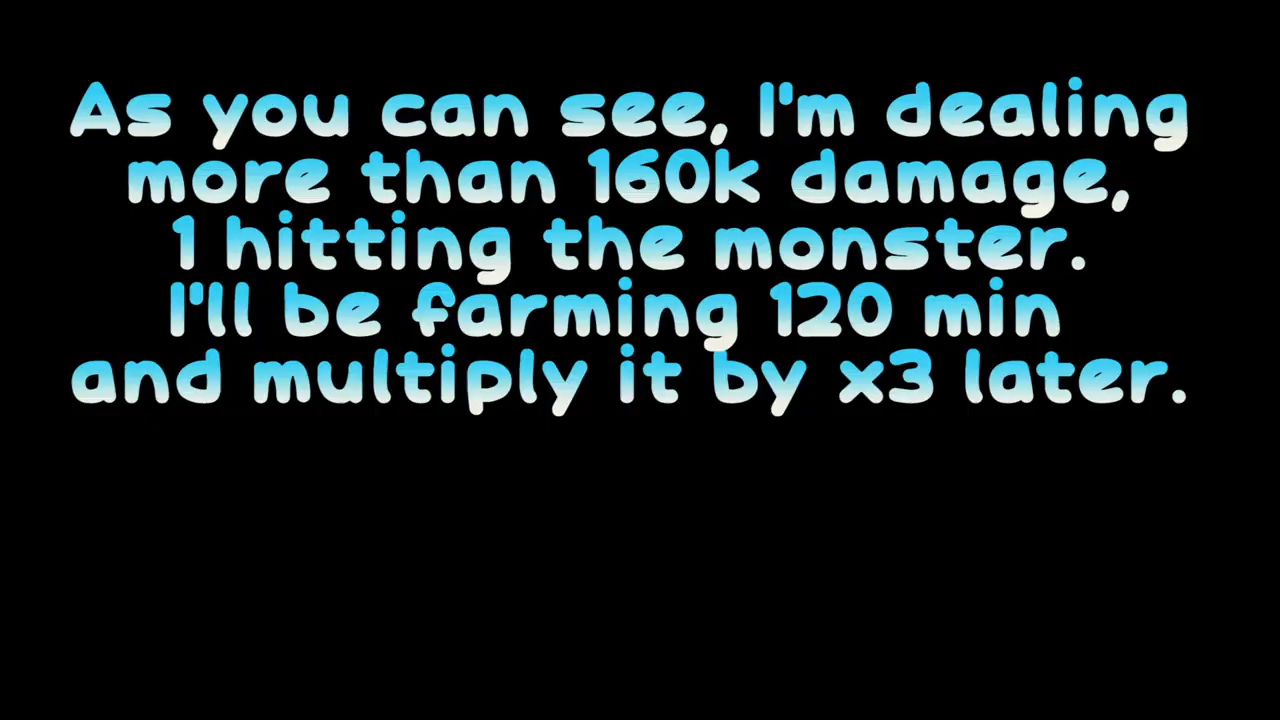 As you can see, I'm dealing
more than 160k damage,
1 hitting the monster.
I'll be farming 120 min
and multiply it by x3 later.